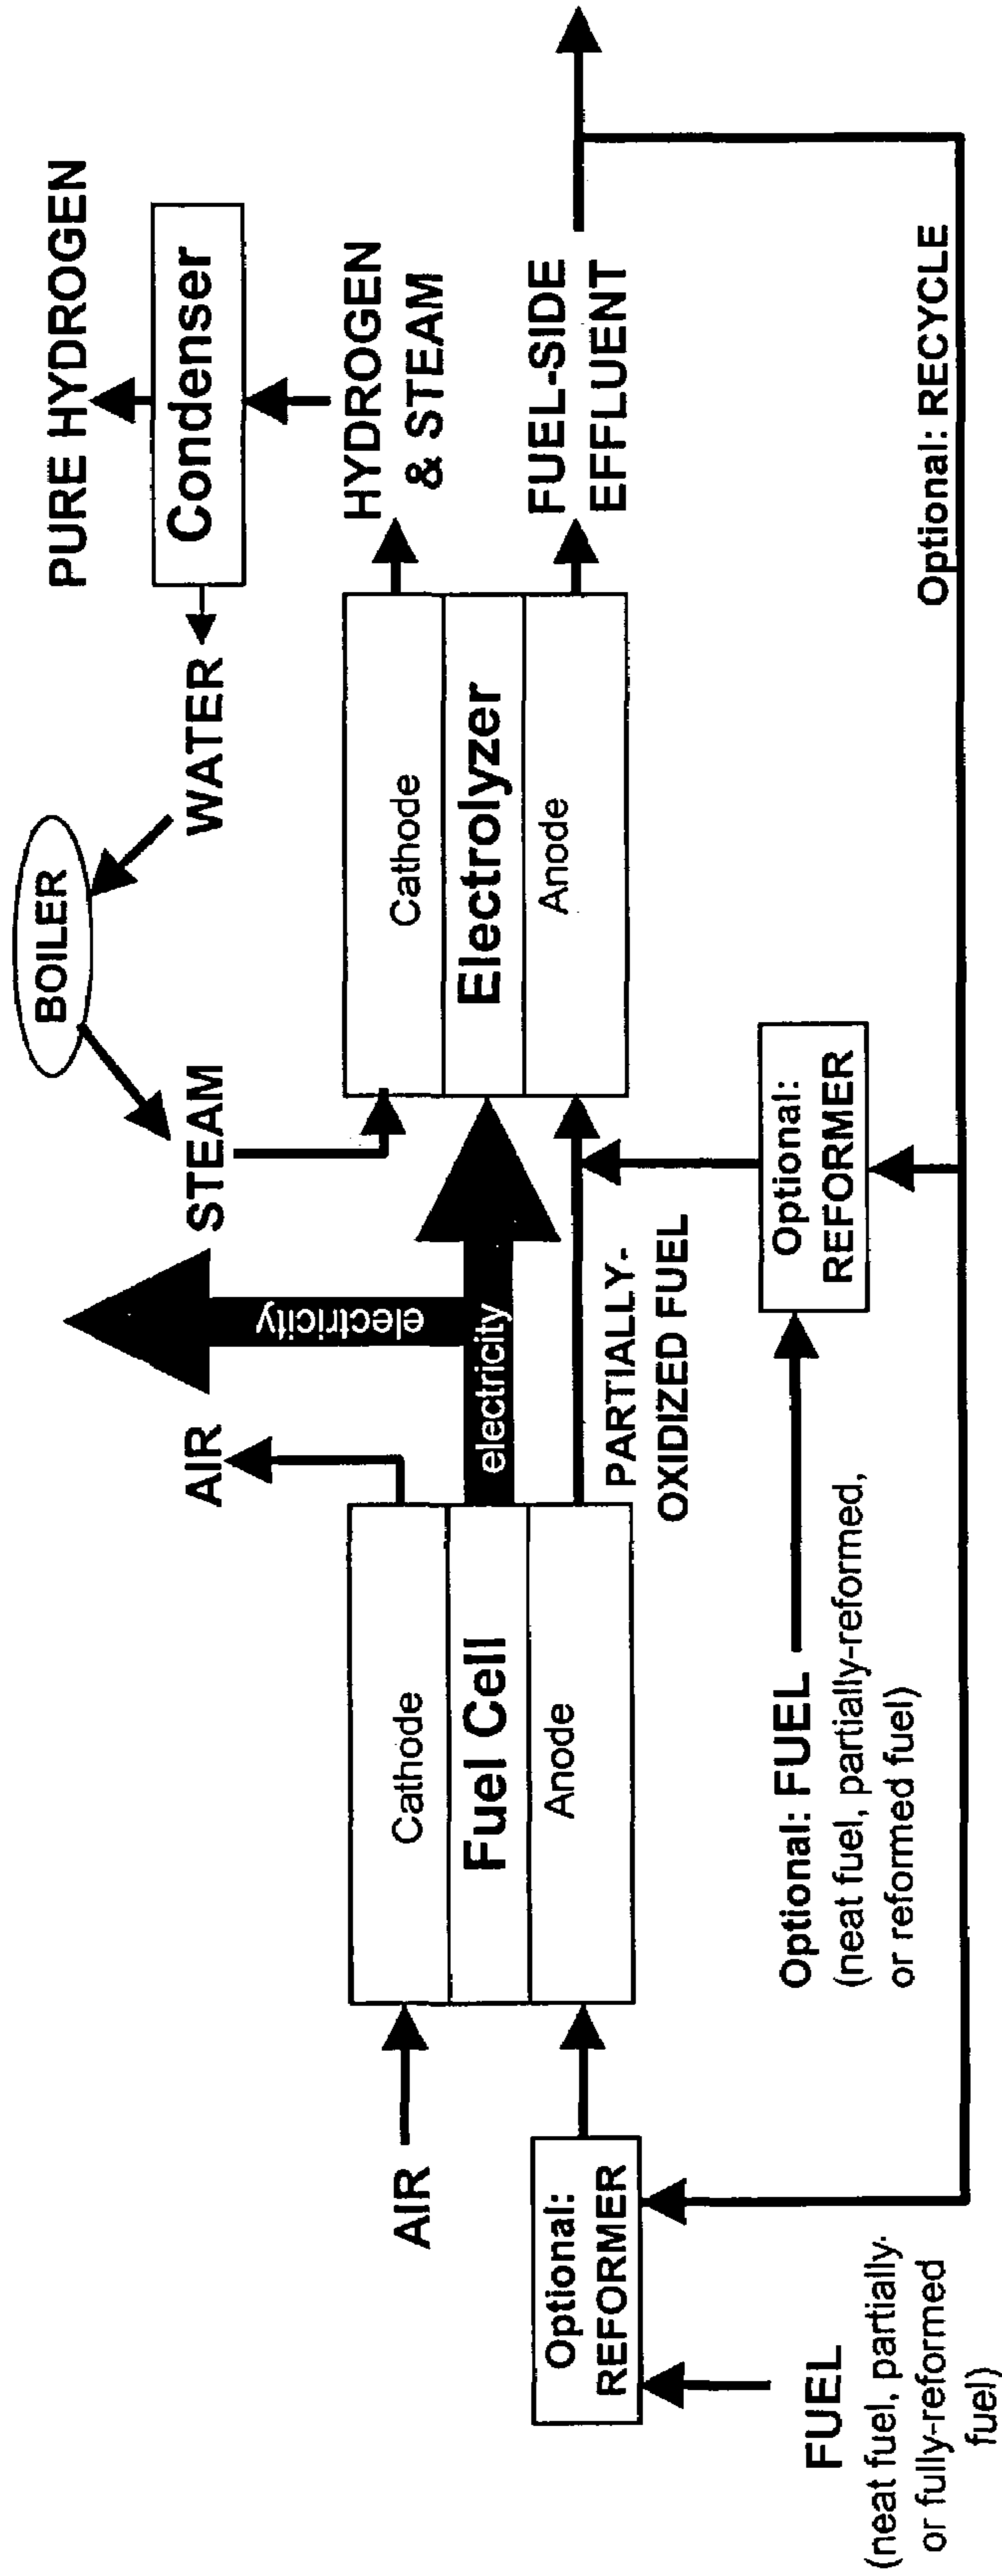 FUEL
(neat fuel, partially-
or fully-reformed
fuel)
Optional:
REFORMER
AIR
Cathode
Fuel Cell
Anode
AIR
electricity
electricity
PARTIALLY-
OXIDIZED FUEL
Optional: FUEL
(neat fuel, partially-reformed,
or reformed fuel)
Optional:
REFORMER
STEAM
BOILER
WATER
Cathode
Electrolyzer
Anode
PURE HYDROGEN
Condenser
HYDROGEN
& STEAM
FUEL-SIDE
EFFLUENT
Optional: RECYCLE